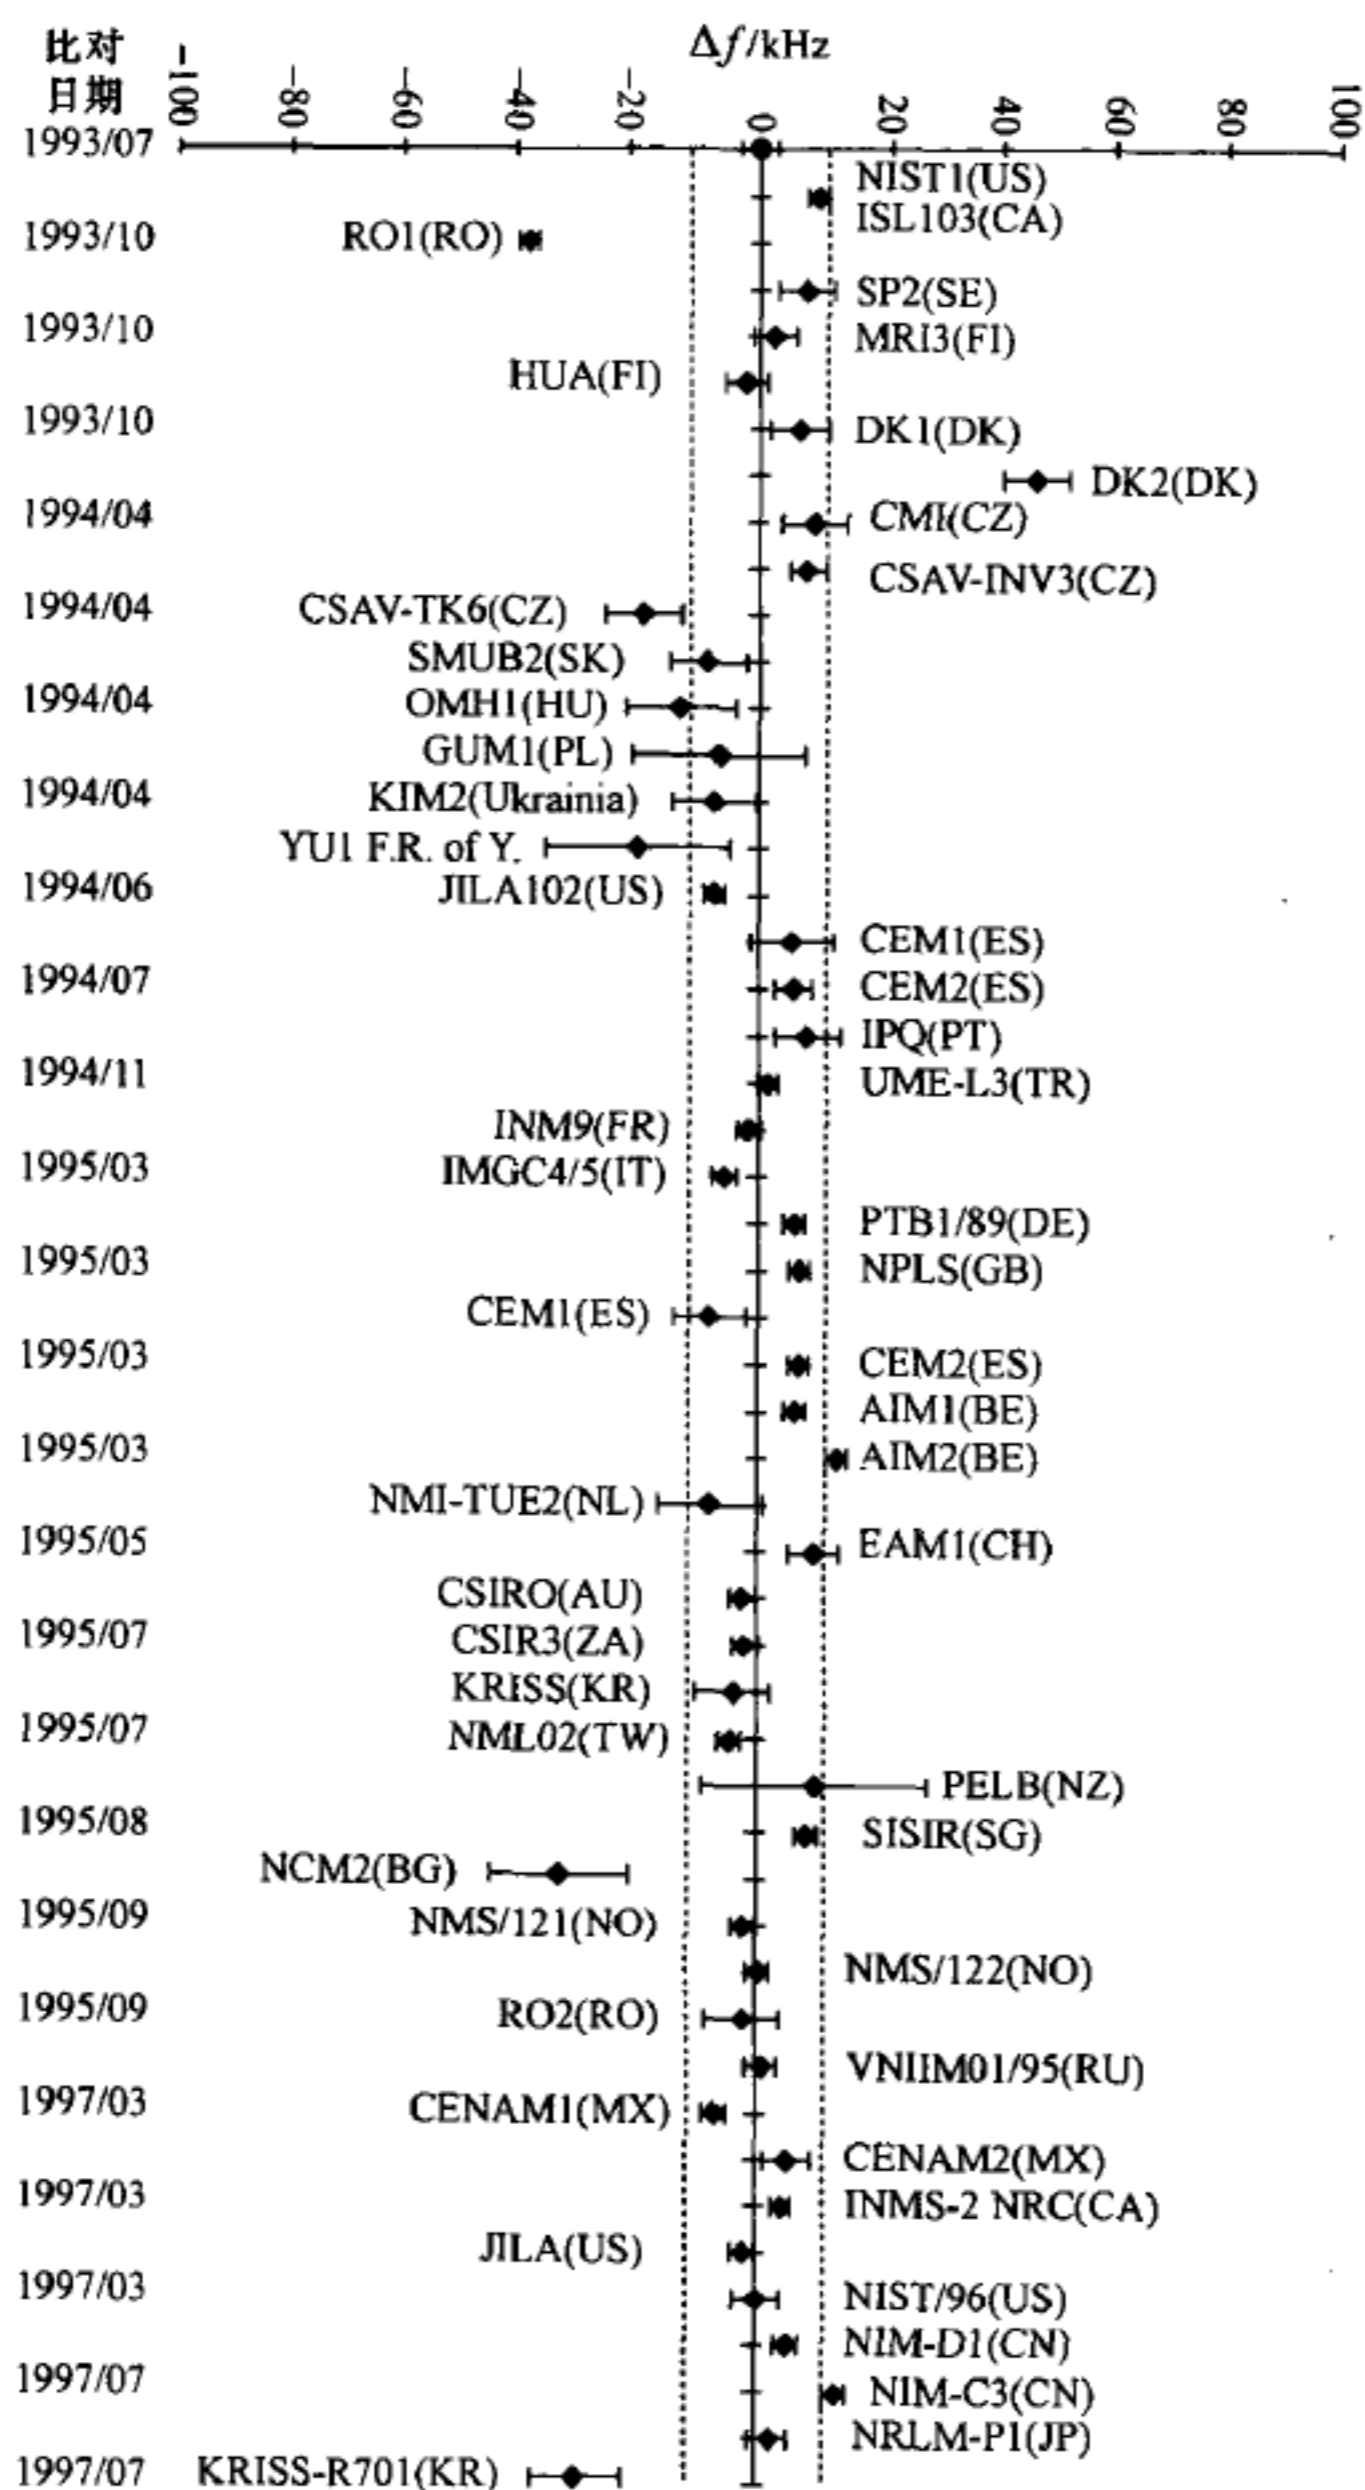 比对
日期
Δf/kHz
-100 -80 -60 -40 -20 0 20 40 60 80 100
1993/07
NIST1(US)
ISL103(CA)
1993/10 RO1(RO)
SP2(SE)
1993/10 MRI3(FI)
HUA(FI)
1993/10 DK1(DK)
DK2(DK)
1994/04 CMI(CZ)
CSAV-INV3(CZ)
1994/04 CSAV-TK6(CZ)
SMUB2(SK)
1994/04 OMH1(HU)
GUM1(PL)
1994/04 KIM2(Ukrainia)
YU1 F.R. of Y.
1994/06 JILA102(US)
CEM1(ES)
1994/07 CEM2(ES)
IPQ(PT)
1994/11 UME-L3(TR)
INM9(FR)
1995/03 IMGC4/5(IT)
PTB1/89(DE)
1995/03 NPLS(GB)
CEM1(ES)
1995/03 CEM2(ES)
AIM1(BE)
1995/03 AIM2(BE)
NMI-TUE2(NL)
1995/05 EAM1(CH)
CSIRO(AU)
1995/07 CSIR3(ZA)
KRISS(KR)
1995/07 NML02(TW)
PELB(NZ)
1995/08 SISIR(SG)
NCM2(BG)
1995/09 NMS/121(NO)
NMS/122(NO)
1995/09 RO2(RO)
VNIIM01/95(RU)
1997/03 CENAM1(MX)
CENAM2(MX)
1997/03 INMS-2 NRC(CA)
JILA(US)
1997/03 NIST/96(US)
NIM-D1(CN)
1997/07 NIM-C3(CN)
NRLM-P1(JP)
1997/07 KRISS-R701(KR)